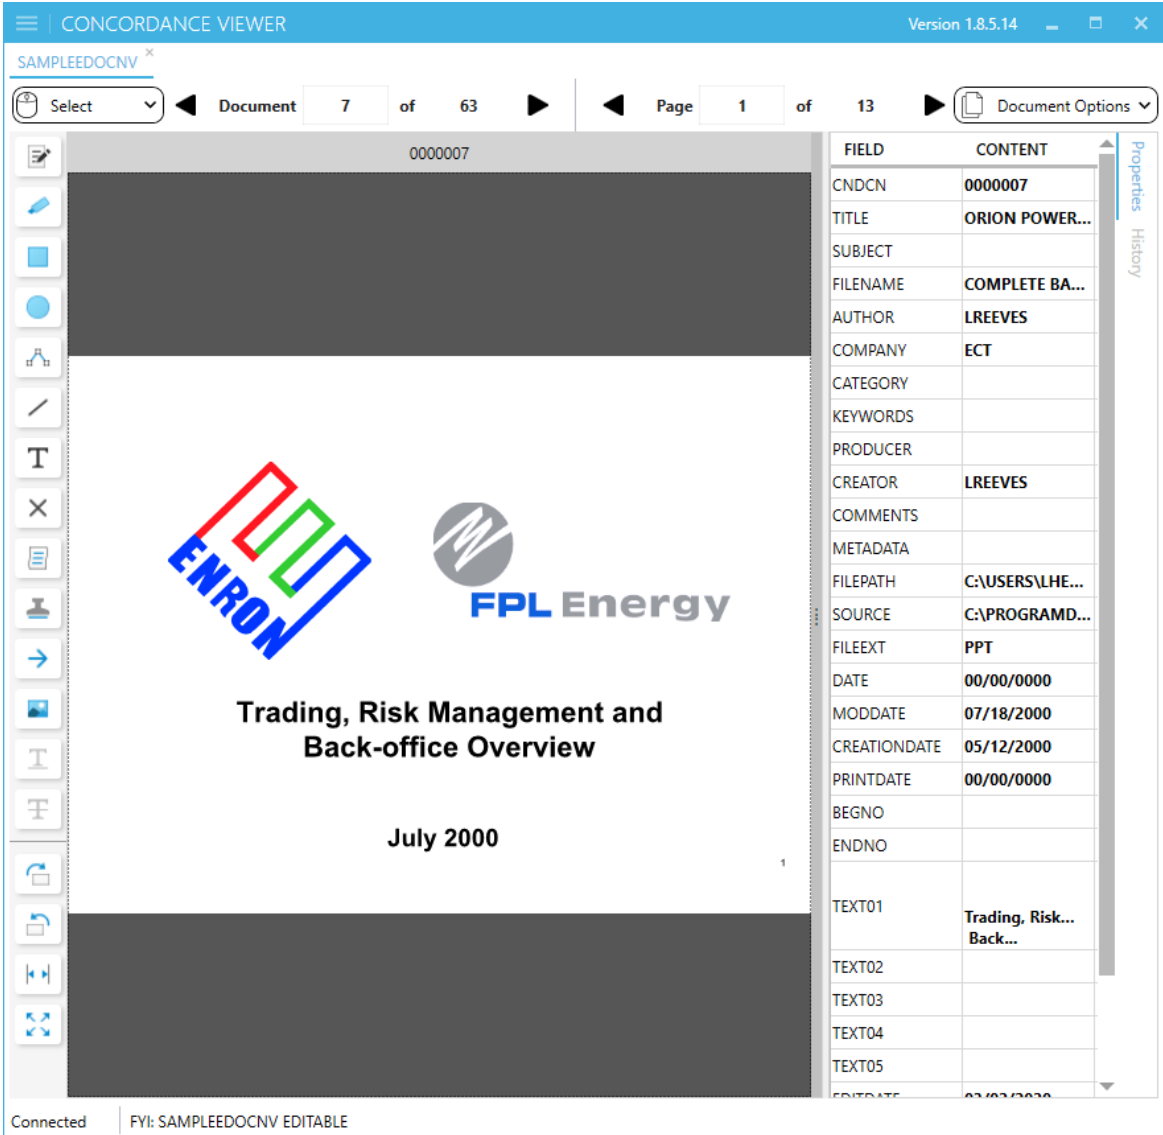 CONCORDANCE VIEWER Version 1.8.5.14
SAMPLEEDOCNV
Select Document 7 of 63 Page 1 of 13 Document Options
0000007
ENRON
FPL Energy
Trading, Risk Management and
Back-office Overview
July 2000
1
FIELD CONTENT
CNDCN 0000007
TITLE ORION POWER...
SUBJECT
FILENAME COMPLETE BA...
AUTHOR LREEVES
COMPANY ECT
CATEGORY
KEYWORDS
PRODUCER
CREATOR LREEVES
COMMENTS
METADATA
FILEPATH C:\USERS\LHE...
SOURCE C:\PROGRAMD...
FILEEXT PPT
DATE 00/00/0000
MODDATE 07/18/2000
CREATIONDATE 05/12/2000
PRINTDATE 00/00/0000
BEGNO
ENDNO
TEXT01 Trading, Risk...
Back...
TEXT02
TEXT03
TEXT04
TEXT05
Properties
History
Connected FYI: SAMPLEEDOCNV EDITABLE